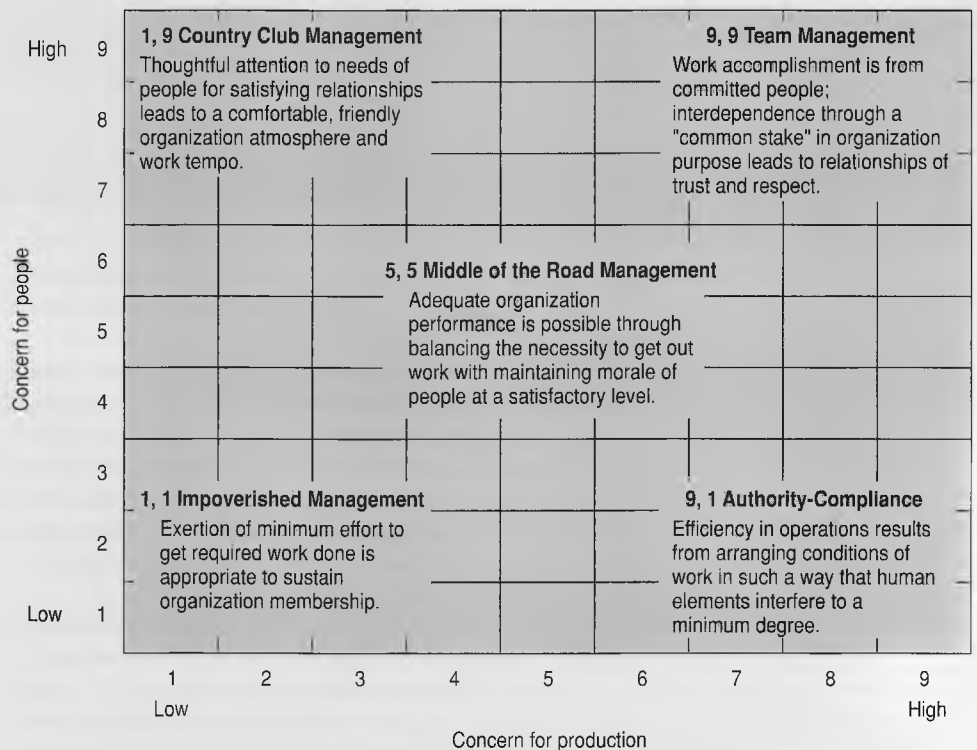 1, 9 Country Club Management
Thoughtful attention to needs of
people for satisfying relationships
leads to a comfortable, friendly
organization atmosphere and
work tempo.
9, 9 Team Management
Work accomplishment is from
committed people;
interdependence through a
"common stake" in organization
purpose leads to relationships of
trust and respect.
5, 5 Middle of the Road Management
Adequate organization
performance is possible through
balancing the necessity to get out
work with maintaining morale of
people at a satisfactory level.
1, 1 Impoverished Management
Exertion of minimum effort to
get required work done is
appropriate to sustain
organization membership.
9, 1 Authority-Compliance
Efficiency in operations results
from arranging conditions of
work in such a way that human
elements interfere to a
minimum degree.
Concern for people
High 9
8
7
6
5
4
3
2
Low 1
1 2 3 4 5 6 7 8 9
Low High
Concern for production